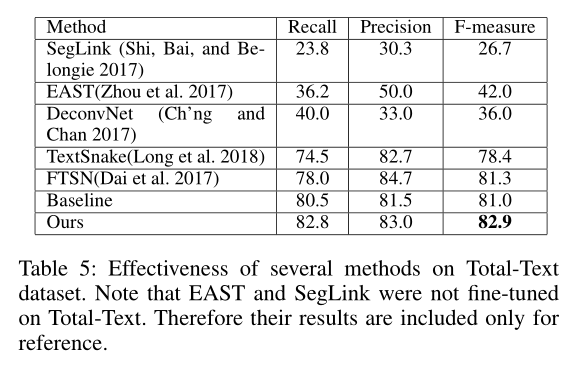 Method Recall Precision F-measure
SegLink (Shi, Bai, and Be- 23.8 30.3 26.7
longie 2017)
EAST(Zhou et al. 2017) 36.2 50.0 42.0
DeconvNet (Ch'ng and 40.0 33.0 36.0
Chan 2017)
TextSnake(Long et al. 2018) 74.5 82.7 78.4
FTSN(Dai et al. 2017) 78.0 84.7 81.3
Baseline 80.5 81.5 81.0
Ours 82.8 83.0 82.9
Table 5: Effectiveness of several methods on Total-Text
dataset. Note that EAST and SegLink were not fine-tuned
on Total-Text. Therefore their results are included only for
reference.